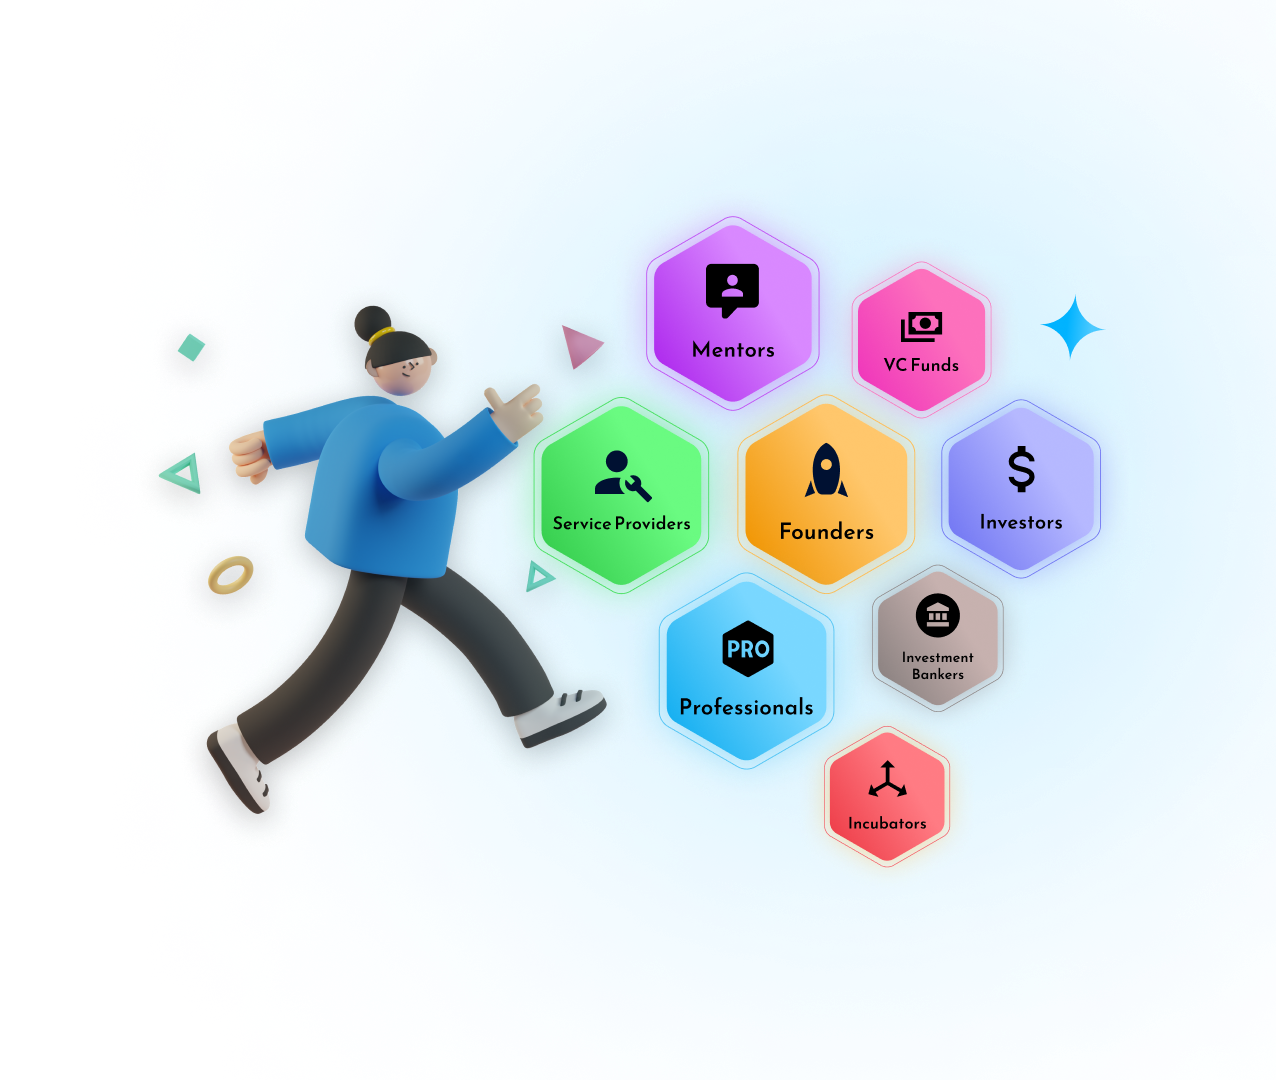 Mentors
VC Funds
Service Providers
Founders
Investors
PRO
Professionals
Investment
Bankers
Incubators